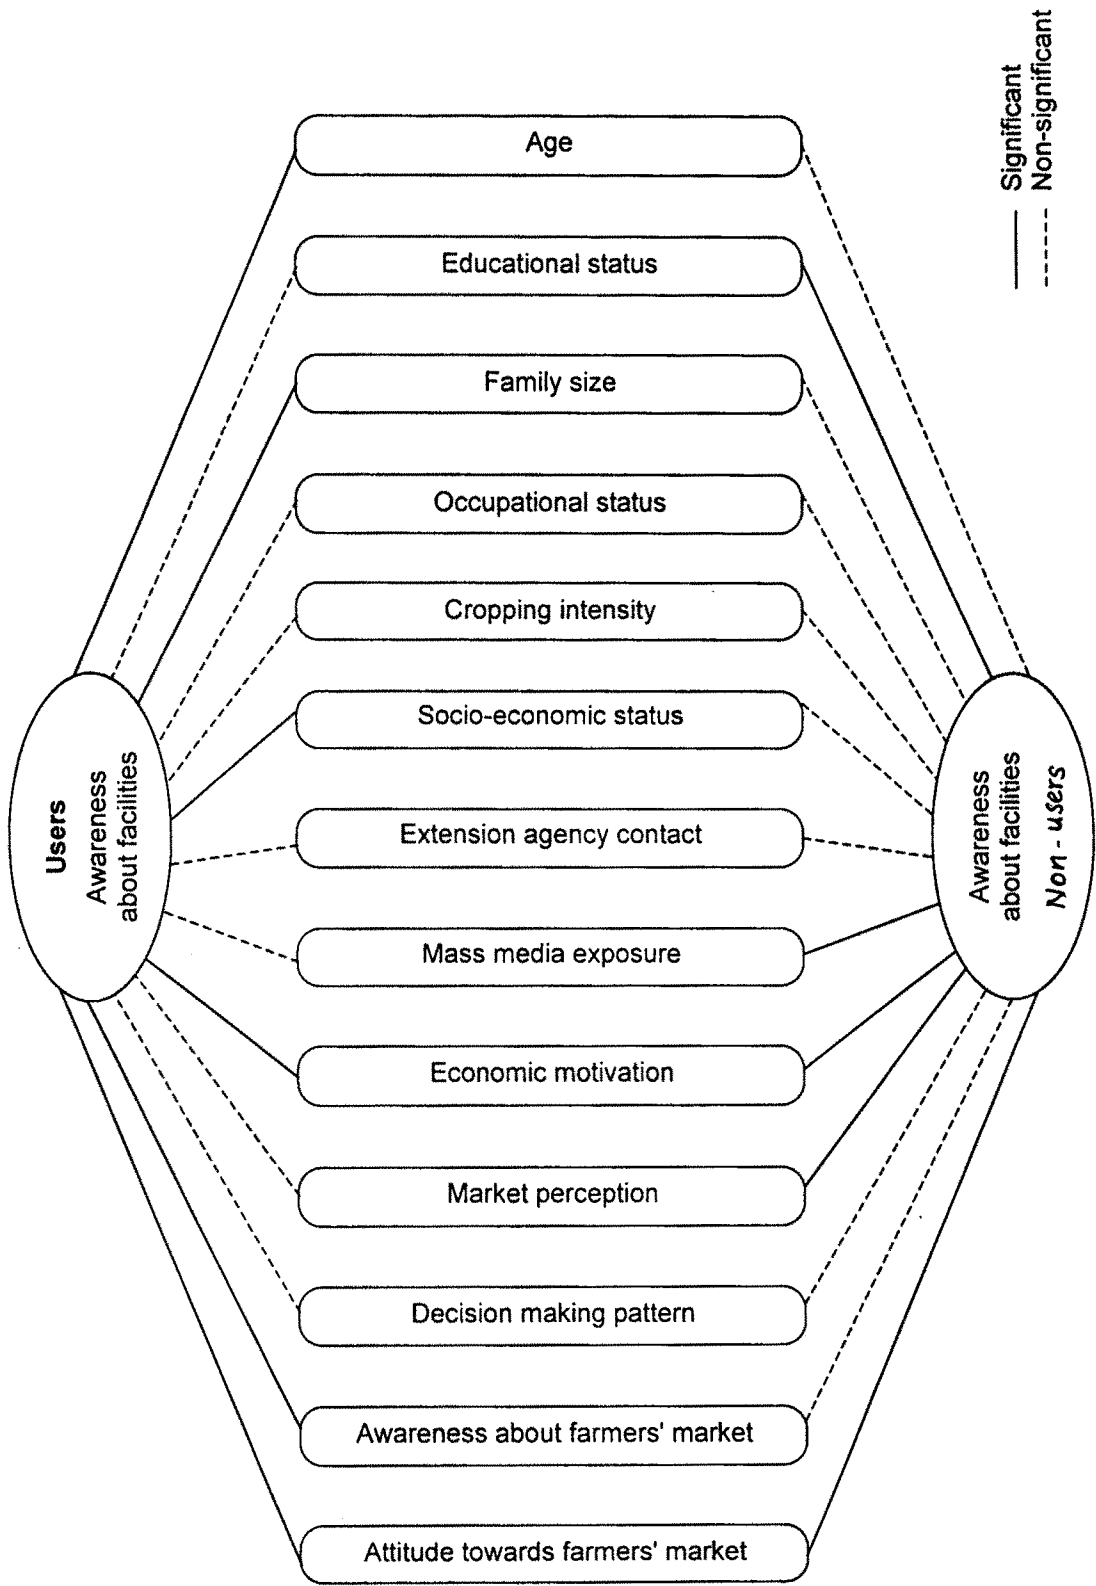 Age
Educational status
Family size
Occupational status
Cropping intensity
Socio-economic status
Extension agency contact
Mass media exposure
Economic motivation
Market perception
Decision making pattern
Awareness about farmers' market
Attitude towards farmers' market
Users
Awareness
about facilities
Awareness
about facilities
Non-users
Significant
Non-significant